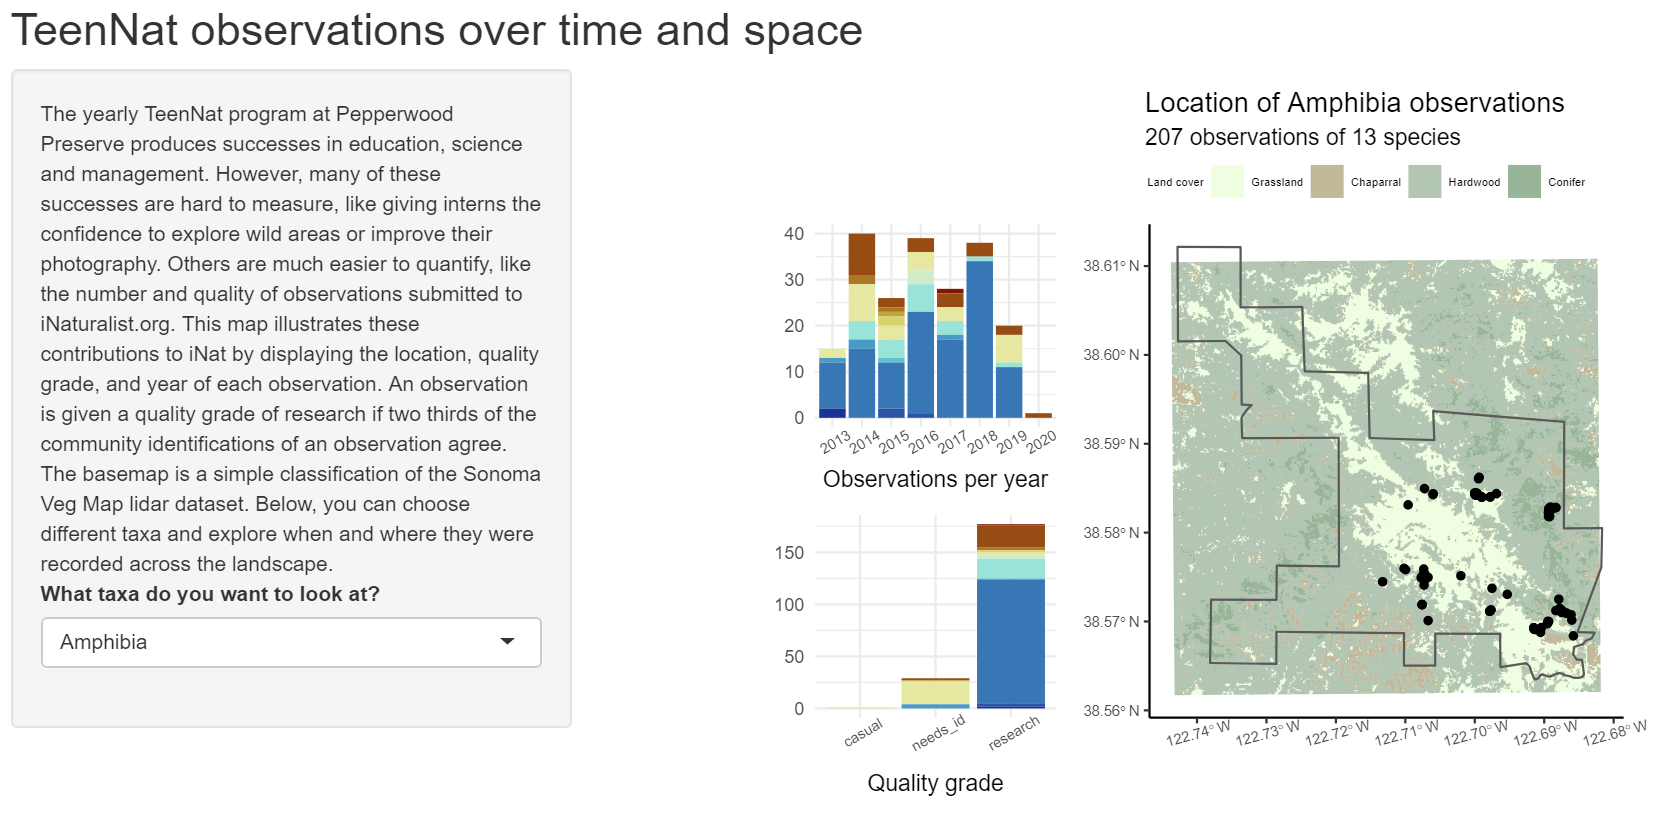 TeenNat observations over time and space
The yearly TeenNat program at Pepperwood
Preserve produces successes in education, science
and management. However, many of these
successes are hard to measure, like giving interns the
confidence to explore wild areas or improve their
photography. Others are much easier to quantify, like
the number and quality of observations submitted to
iNaturalist.org. This map illustrates these
contributions to iNat by displaying the location, quality
grade, and year of each observation. An observation
is given a quality grade of research if two thirds of the
community identifications of an observation agree.
The basemap is a simple classification of the Sonoma
Veg Map lidar dataset. Below, you can choose
different taxa and explore when and where they were
recorded across the landscape.
What taxa do you want to look at?
Amphibia
40
30
20
10
0
2013 2014 2015 2016 2017 2018 2019 2020
Observations per year
150
100
50
0
casual needs_id research
Quality grade
Location of Amphibia observations
207 observations of 13 species
Land cover Grassland Chaparral Hardwood Conifer
38.61° N
38.60° N
38.59° N
38.58° N
38.57° N
38.56° N
122.74° W 122.73° W 122.72° W 122.71° W 122.70° W 122.69° W 122.68° W